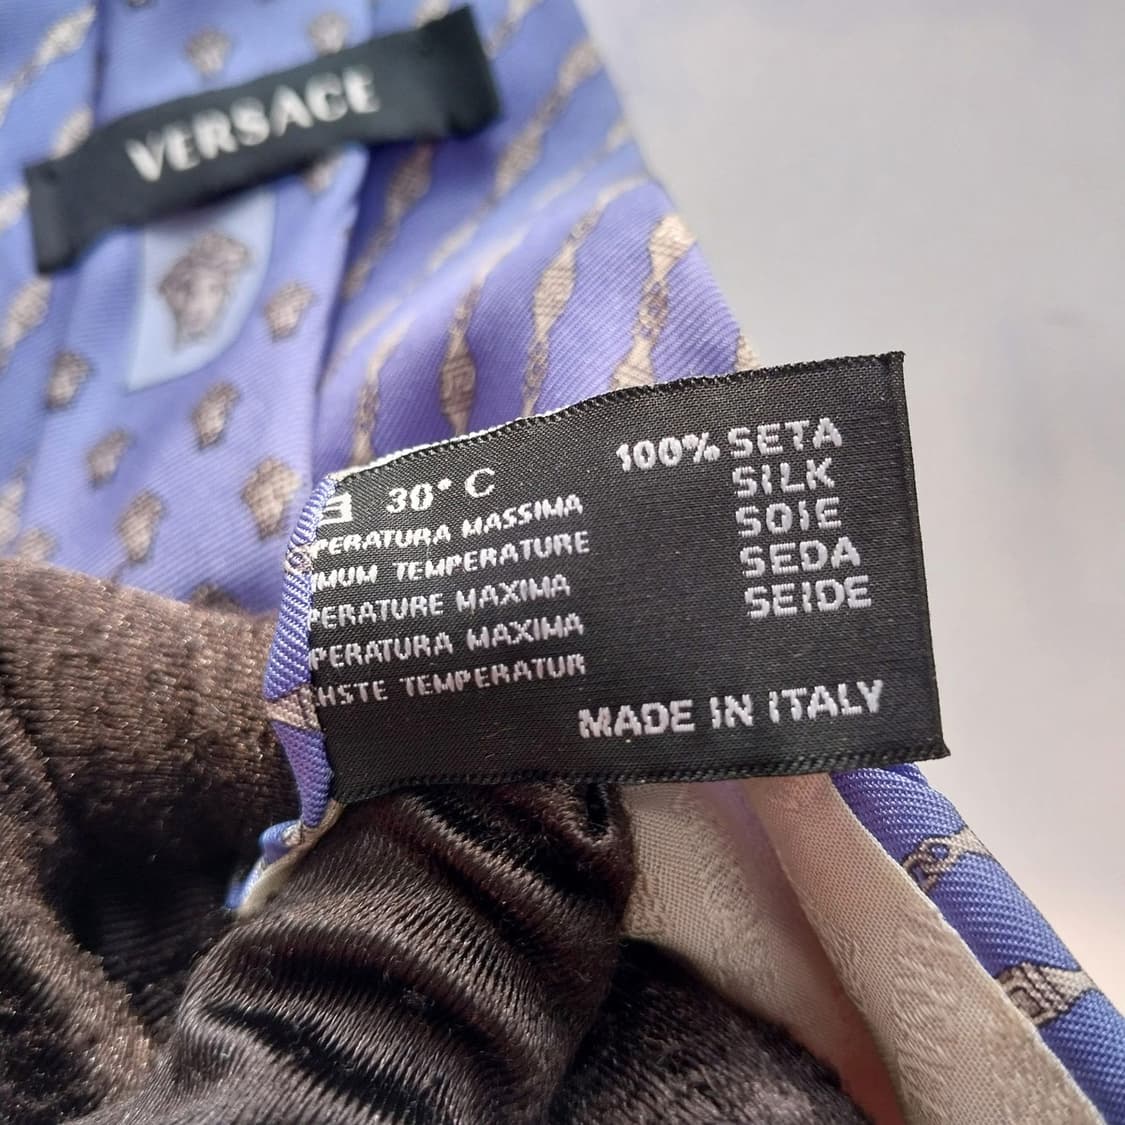 VERSACE
30° C
PERATURA MASSIMA
IMUM TEMPERATURE
PERATURE MAXIMA
PERATURA MAXIMA
CHSTE TEMPERATUR
100% SETA
SILK
SOIE
SEDA
SEIDE
MADE IN ITALY